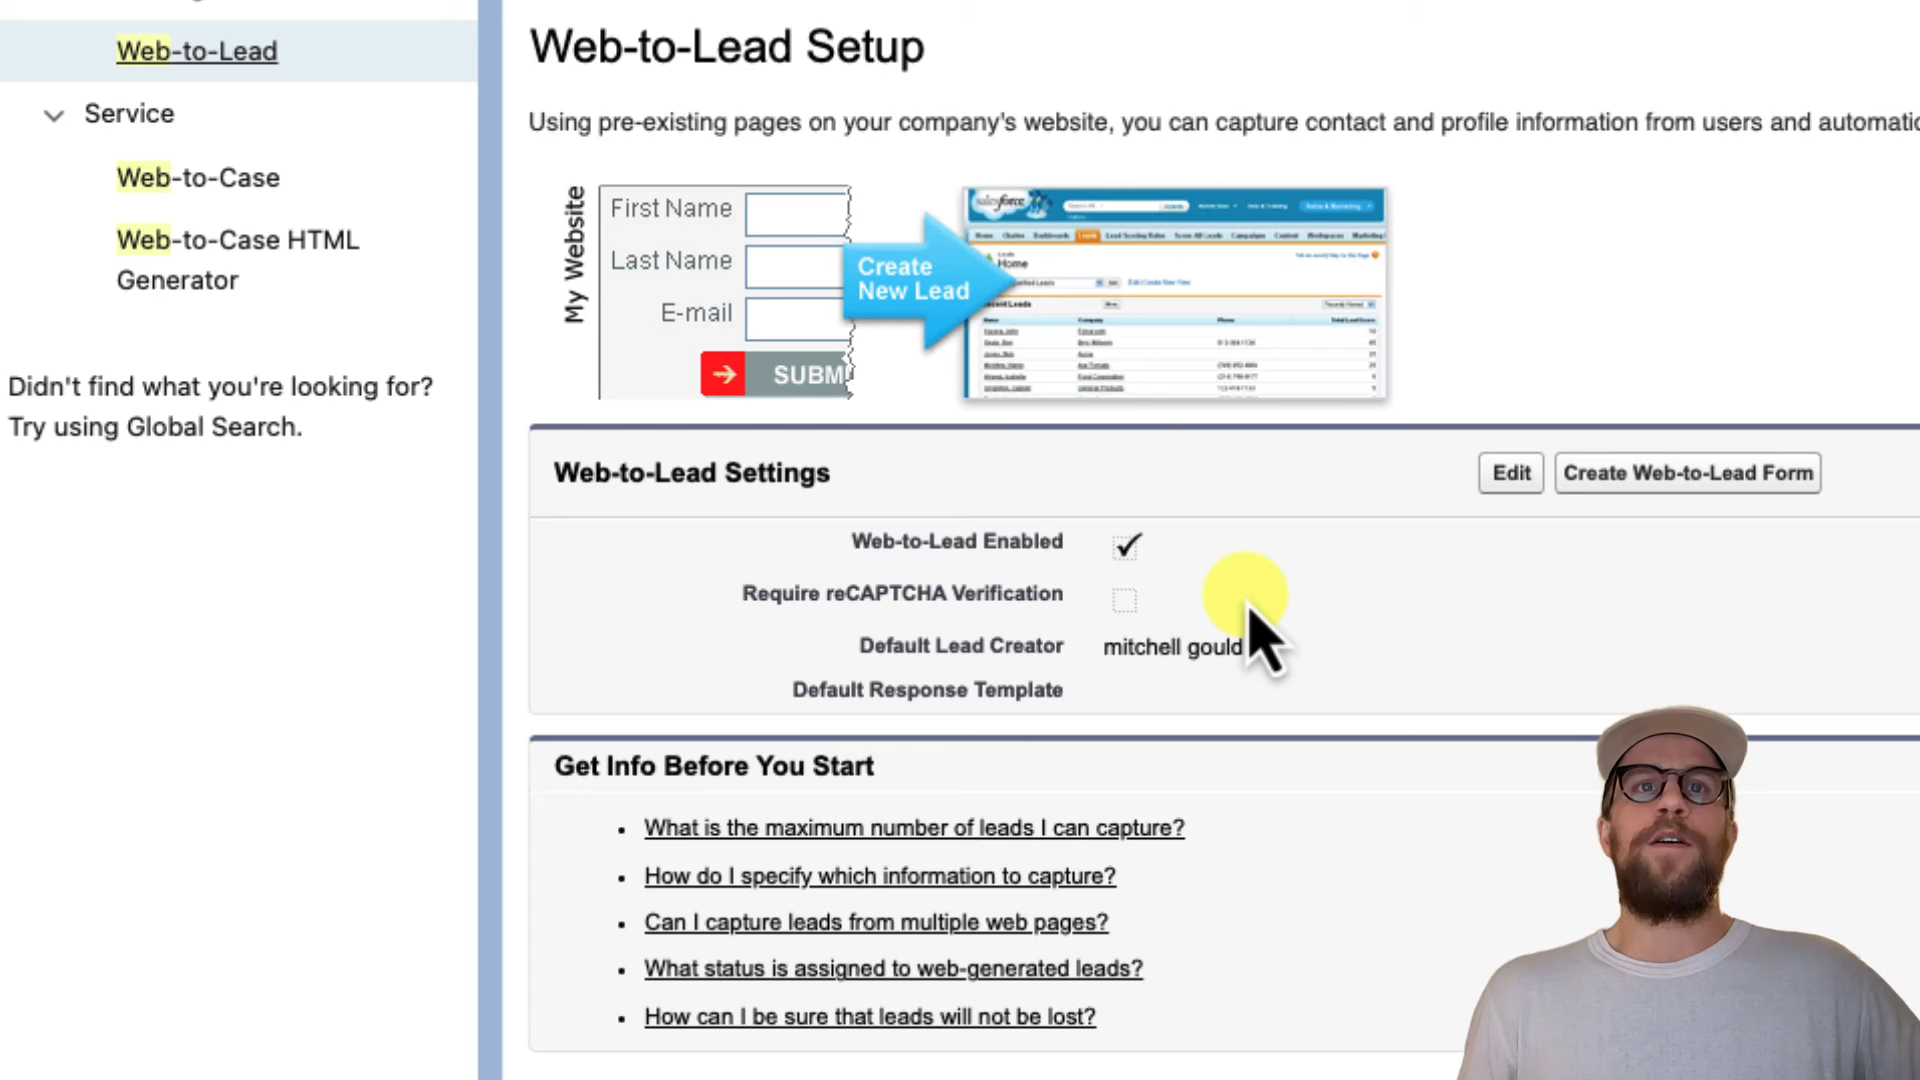 Web-to-Lead
Service
Web-to-Case
Web-to-Case HTML
Generator
Didn't find what you're looking for?
Try using Global Search.
Web-to-Lead Setup
Using pre-existing pages on your company's website, you can capture contact and profile information from users and
My Website
First Name
Last Name
E-mail
SUBM
Create
New Lead
salesforce
Home
Web-to-Lead Settings
Edit
Create Web-to-Lead Form
Web-to-Lead Enabled
Require reCAPTCHA Verification
Default Lead Creator
mitchell gould
Default Response Template
Get Info Before You Start
What is the maximum number of leads I can capture?
How do I specify which information to capture?
Can I capture leads from multiple web pages?
What status is assigned to web-generated leads?
How can I be sure that leads will not be lost?